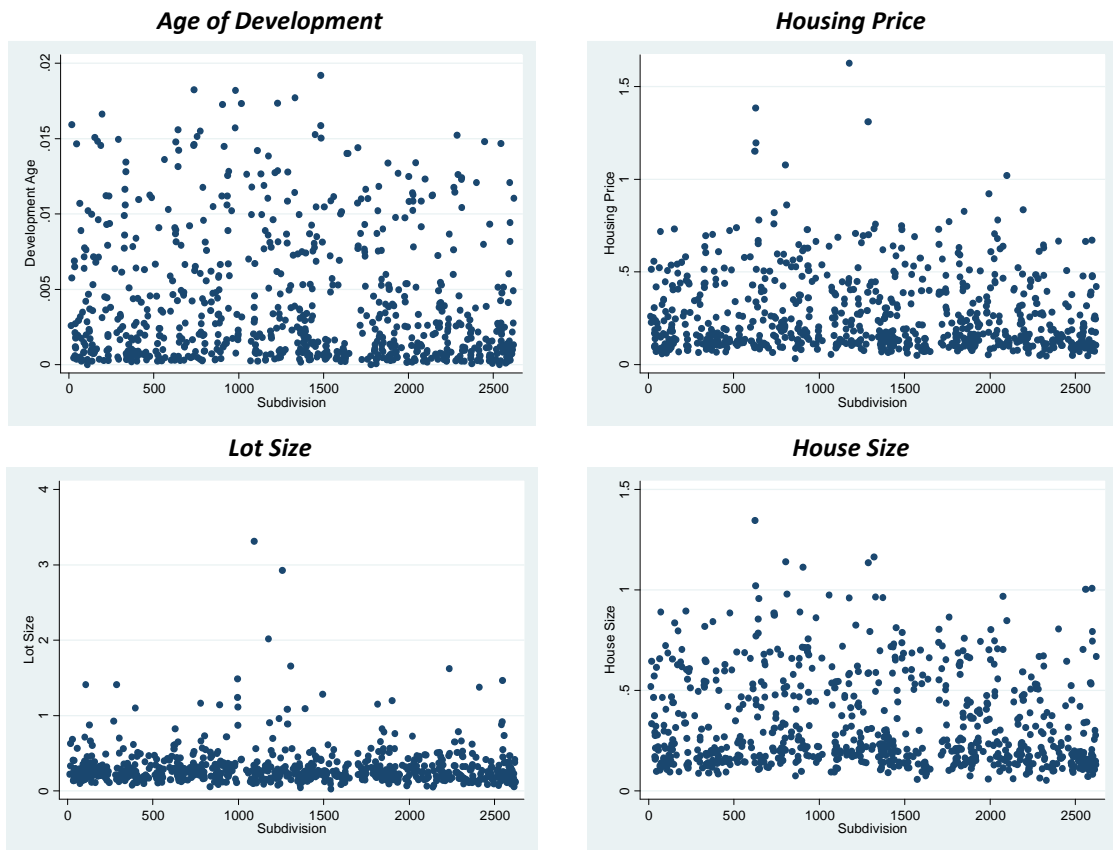 Age of Development
Housing Price
.02
.015
.01
.005
0
Development Age
0 500 1000 1500 2000 2500
Subdivision
1.5
1
.5
0
Housing Price
0 500 1000 1500 2000 2500
Subdivision
Lot Size
House Size
4
3
2
1
0
Lot Size
0 500 1000 1500 2000 2500
Subdivision
1.5
1
.5
0
House Size
0 500 1000 1500 2000 2500
Subdivision